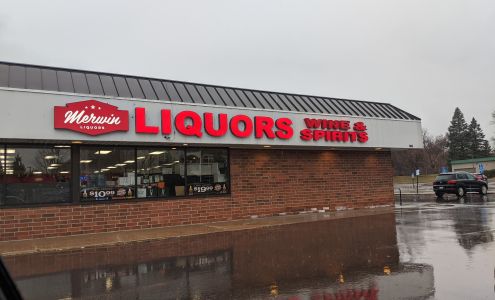 Merwin
LIQUORS
LIQUORS
WINE &
SPIRITS
$10.99
$19.99